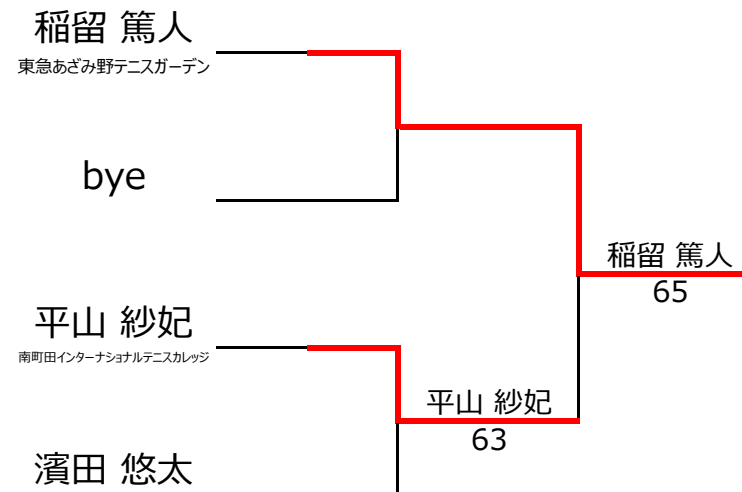 稲留 篤人
東急あざみ野テニスガーデン
bye
稲留 篤人
65
平山 紗妃
南町田インターナショナルテニスカレッジ
平山 紗妃
63
濱田 悠太